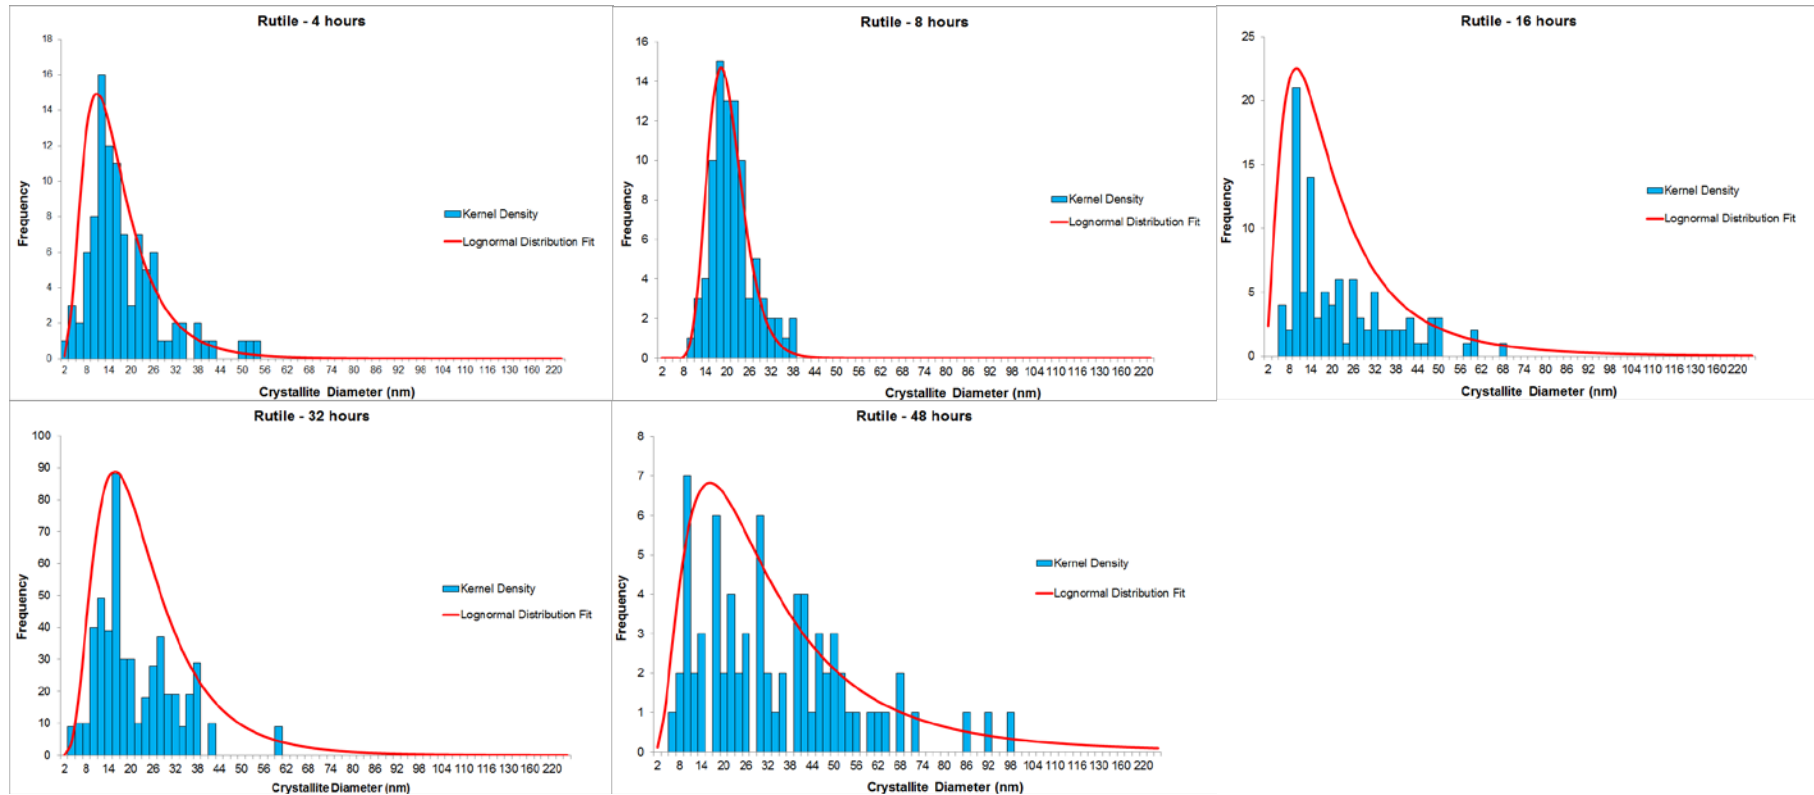 Rutile - 4 hours
18
16
14
12
10
8
6
4
2
0
Frequency
2 8 14 20 26 32 38 44 50 56 62 68 74 80 86 92 98 104 116 130 160 220
Crystallite Diameter (nm)
Kernel Density
Lognormal Distribution Fit
Rutile - 8 hours
16
14
12
10
8
6
4
2
0
Frequency
2 8 14 20 26 32 38 44 50 56 62 68 74 80 86 92 98 104 116 130 160 220
Crystallite Diameter (nm)
Kernel Density
Lognormal Distribution Fit
Rutile - 16 hours
25
20
15
10
5
0
Frequency
2 8 14 20 26 32 38 44 50 56 62 68 74 80 86 92 98 104 116 130 160 220
Crystallite Diameter (nm)
Kernel Density
Lognormal Distribution Fit
Rutile - 32 hours
100
90
80
70
60
50
40
30
20
10
0
Frequency
2 8 14 20 26 32 38 44 50 56 62 68 74 80 86 92 98 104 116 130 160 220
Crystallite Diameter (nm)
Kernel Density
Lognormal Distribution Fit
Rutile - 48 hours
8
7
6
5
4
3
2
1
0
Frequency
2 8 14 20 26 32 38 44 50 56 62 68 74 80 86 92 98 104 116 130 160 220
Crystallite Diameter (nm)
Kernel Density
Lognormal Distribution Fit